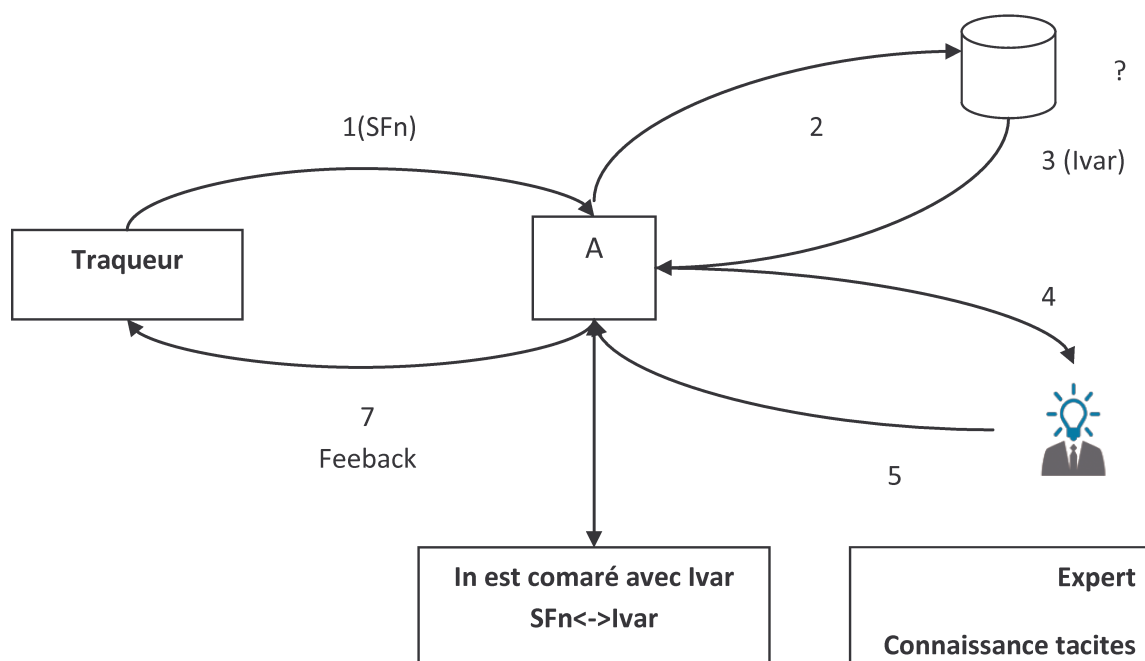 ?
2
1(SFn)
3 (Ivar)
A
Traqueur
4
7
Feeback
5
In est comaré avec Ivar
SFn<->Ivar
Expert
Connaissance tacites